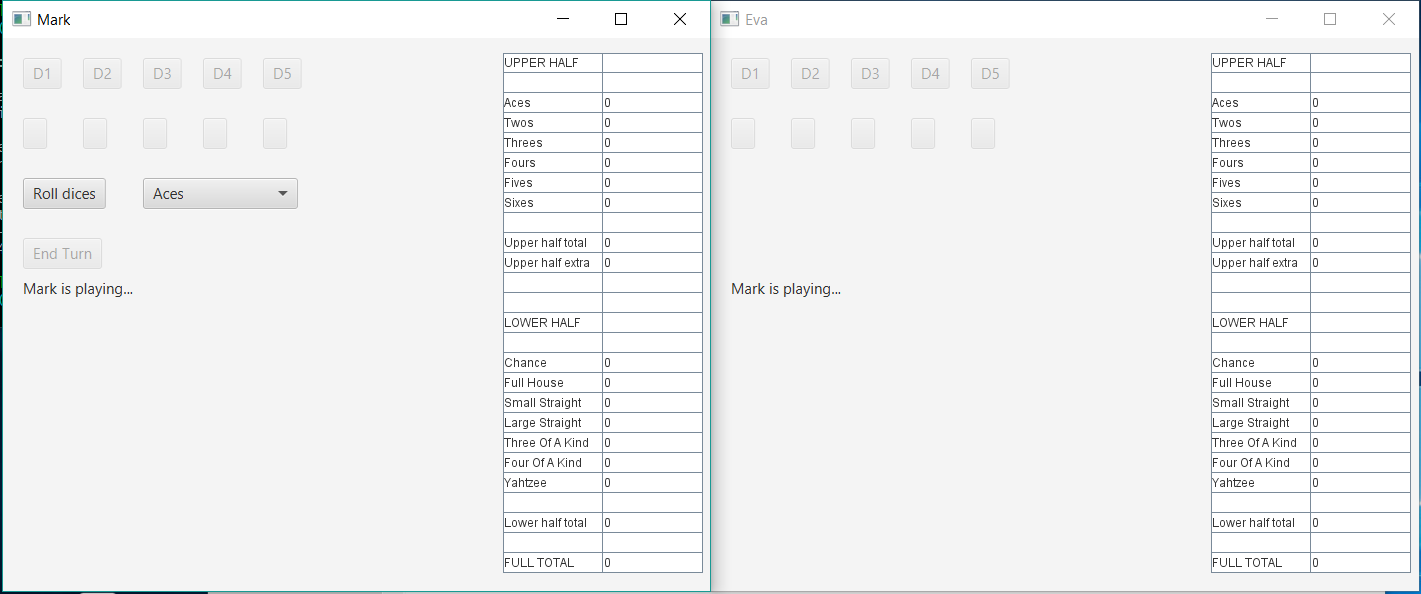 Mark
D1 D2 D3 D4 D5
Roll dices Aces
End Turn
Mark is playing...
UPPER HALF
Aces 0
Twos 0
Threes 0
Fours 0
Fives 0
Sixes 0
Upper half total 0
Upper half extra 0
LOWER HALF
Chance 0
Full House 0
Small Straight 0
Large Straight 0
Three Of A Kind 0
Four Of A Kind 0
Yahtzee 0
Lower half total 0
FULL TOTAL 0
Eva
D1 D2 D3 D4 D5
Mark is playing...
UPPER HALF
Aces 0
Twos 0
Threes 0
Fours 0
Fives 0
Sixes 0
Upper half total 0
Upper half extra 0
LOWER HALF
Chance 0
Full House 0
Small Straight 0
Large Straight 0
Three Of A Kind 0
Four Of A Kind 0
Yahtzee 0
Lower half total 0
FULL TOTAL 0